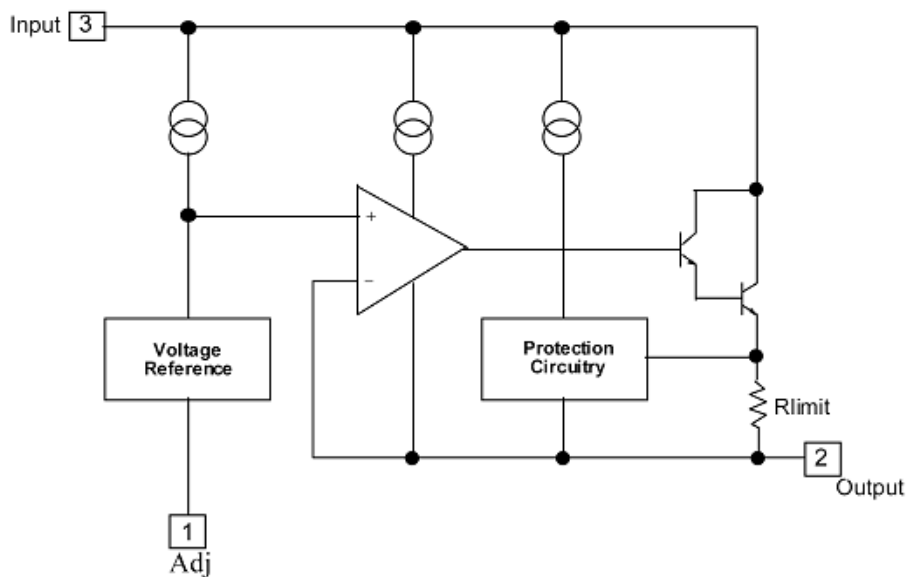 Input 3
+
−
Voltage
Reference
Protection
Circuitry
Rlimit
2
Output
1
Adj